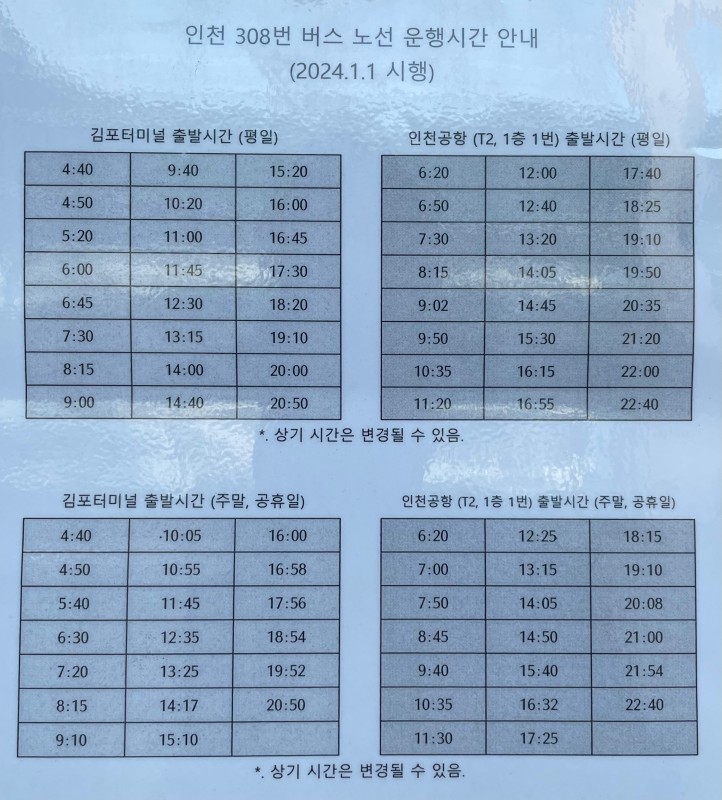 인천 308번 버스 노선 운행시간 안내
(2024.1.1 시행)
김포터미널 출발시간 (평일)
4:40 9:40 15:20
4:50 10:20 16:00
5:20 11:00 16:45
6:00 11:45 17:30
6:45 12:30 18:20
7:30 13:15 19:10
8:15 14:00 20:00
9:00 14:40 20:50
인천공항 (T2, 1층 1번) 출발시간 (평일)
6:20 12:00 17:40
6:50 12:40 18:25
7:30 13:20 19:10
8:15 14:05 19:50
9:02 14:45 20:35
9:50 15:30 21:20
10:35 16:15 22:00
11:20 16:55 22:40
*. 상기 시간은 변경될 수 있음.
김포터미널 출발시간 (주말, 공휴일)
4:40 10:05 16:00
4:50 10:55 16:58
5:40 11:45 17:56
6:30 12:35 18:54
7:20 13:25 19:52
8:15 14:17 20:50
9:10 15:10
인천공항 (T2, 1층 1번) 출발시간 (주말, 공휴일)
6:20 12:25 18:15
7:00 13:15 19:10
7:50 14:05 20:08
8:45 14:50 21:00
9:40 15:40 21:54
10:35 16:32 22:40
11:30 17:25
*. 상기 시간은 변경될 수 있음.